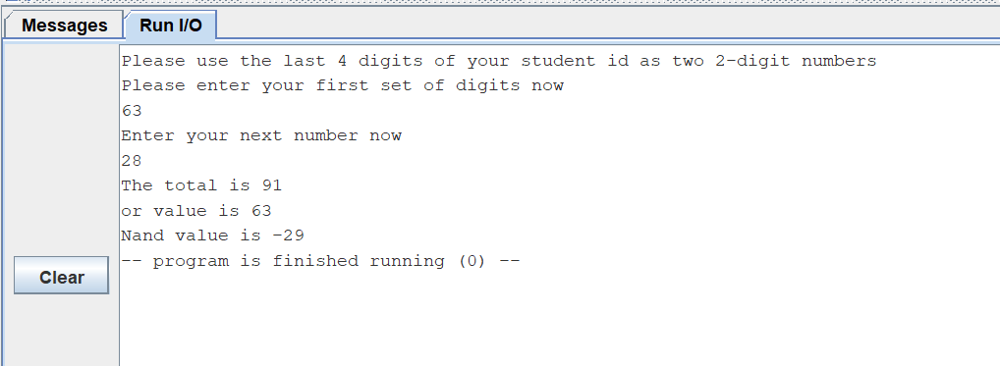 Messages
Run I/O
Please use the last 4 digits of your student id as two 2-digit numbers
Please enter your first set of digits now
63
Enter your next number now
28
The total is 91
or value is 63
Nand value is -29
-- program is finished running (0) --
Clear